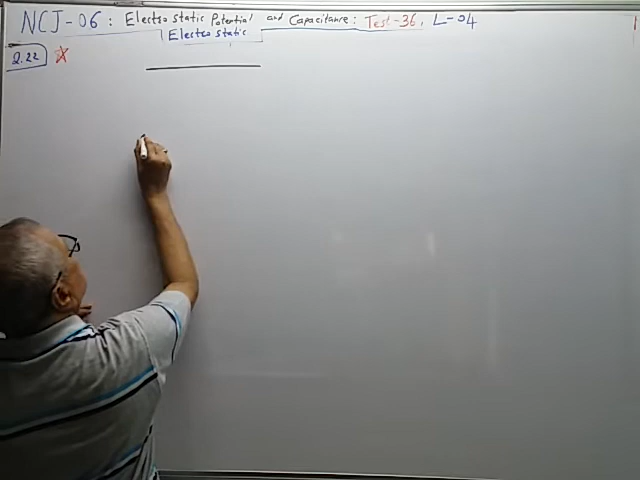 NCJ-06: Electrostatic Potential and Capacitance: Test-36, L-04
Electrostatic
Q.22